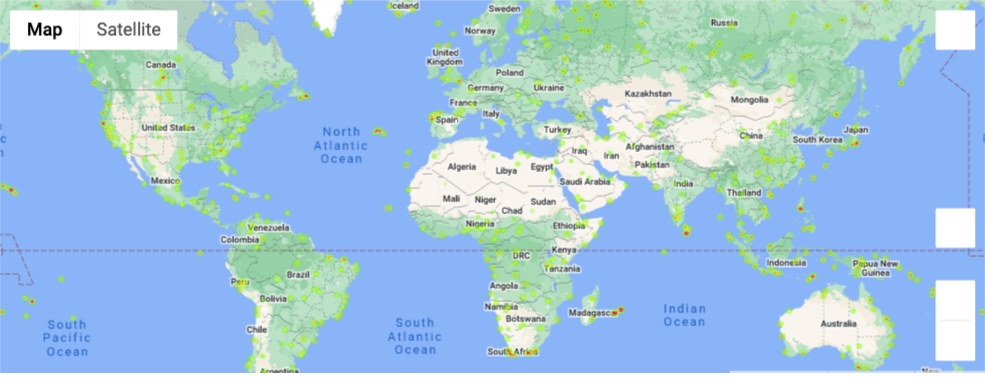 Map Satellite
Iceland
Sweden
Norway
Russia
United
Kingdom
Canada
Poland
Germany
Ukraine
Kazakhstan
France
Mongolia
Spain
Italy
United States
North
Atlantic
Ocean
Turkey
China
South Korea
Japan
Iraq
Iran
Afghanistan
Pakistan
Algeria
Libya
Egypt
Saudi Arabia
Mexico
India
Thailand
Mali
Niger
Chad
Sudan
Nigeria
Ethiopia
Venezuela
Colombia
Kenya
DRC
Tanzania
Indonesia
Papua New
Guinea
Brazil
Peru
Angola
Bolivia
Namibia
Botswana
Madagascar
Indian
Ocean
South
Pacific
Ocean
Chile
South
Atlantic
Ocean
Australia
South Africa
Argentina